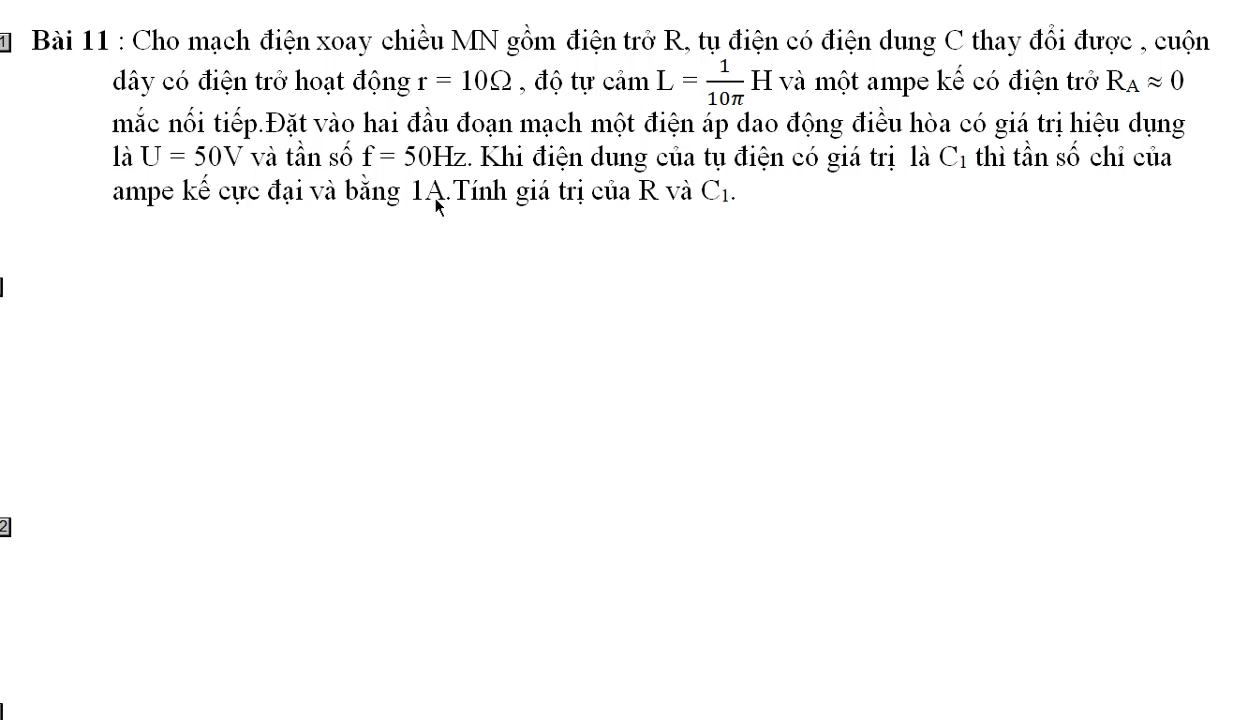 1
Bài 11 : Cho mạch điện xoay chiều MN gồm điện trở R, tụ điện có điện dung C thay đổi được , cuộn
dây có điện trở hoạt động r = 10Ω , độ tự cảm L = \frac{1}{10π} H và một ampe kế có điện trở R_A ≈ 0
mắc nối tiếp.Đặt vào hai đầu đoạn mạch một điện áp dao động điều hòa có giá trị hiệu dụng
là U = 50V và tần số f = 50Hz. Khi điện dung của tụ điện có giá trị là C₁ thì tần số chỉ của
ampe kế cực đại và bằng 1A.Tính giá trị của R và C₁.
2